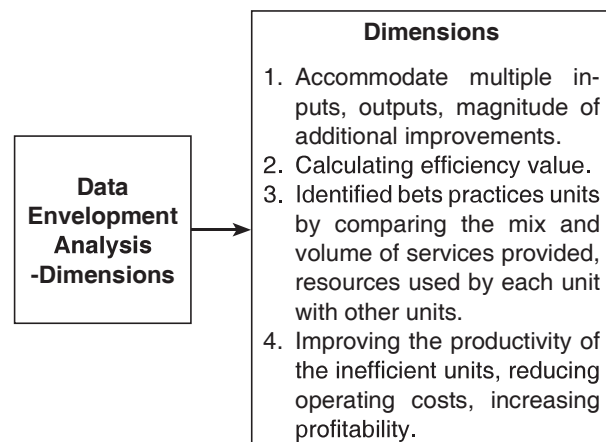 Data
Envelopment
Analysis
-Dimensions
Dimensions
1. Accommodate multiple in-
puts, outputs, magnitude of
additional improvements.
2. Calculating efficiency value.
3. Identified bets practices units
by comparing the mix and
volume of services provided,
resources used by each unit
with other units.
4. Improving the productivity of
the inefficient units, reducing
operating costs, increasing
profitability.